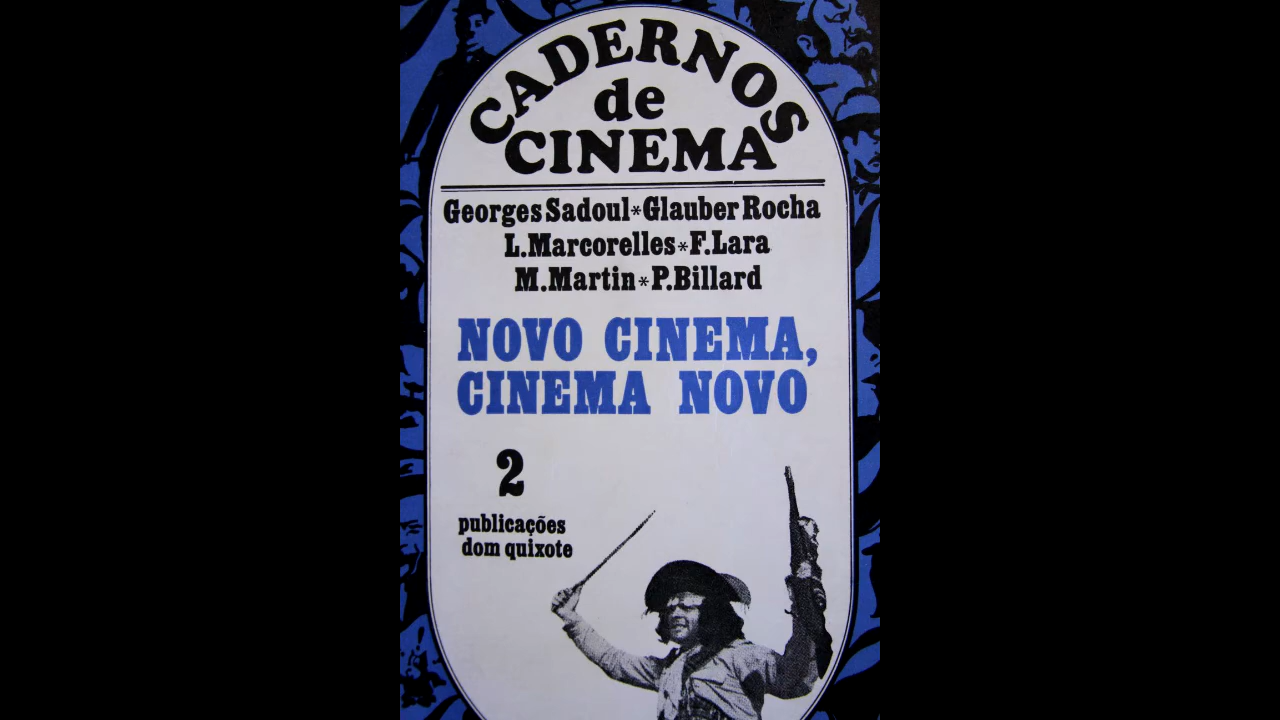 CADERNOS
de
CINEMA
Georges Sadoul*Glauber Rocha
L.Marcorelles*F.Lara
M.Martin*P.Billard
NOVO CINEMA,
CINEMA NOVO
2
publicações
dom quixote